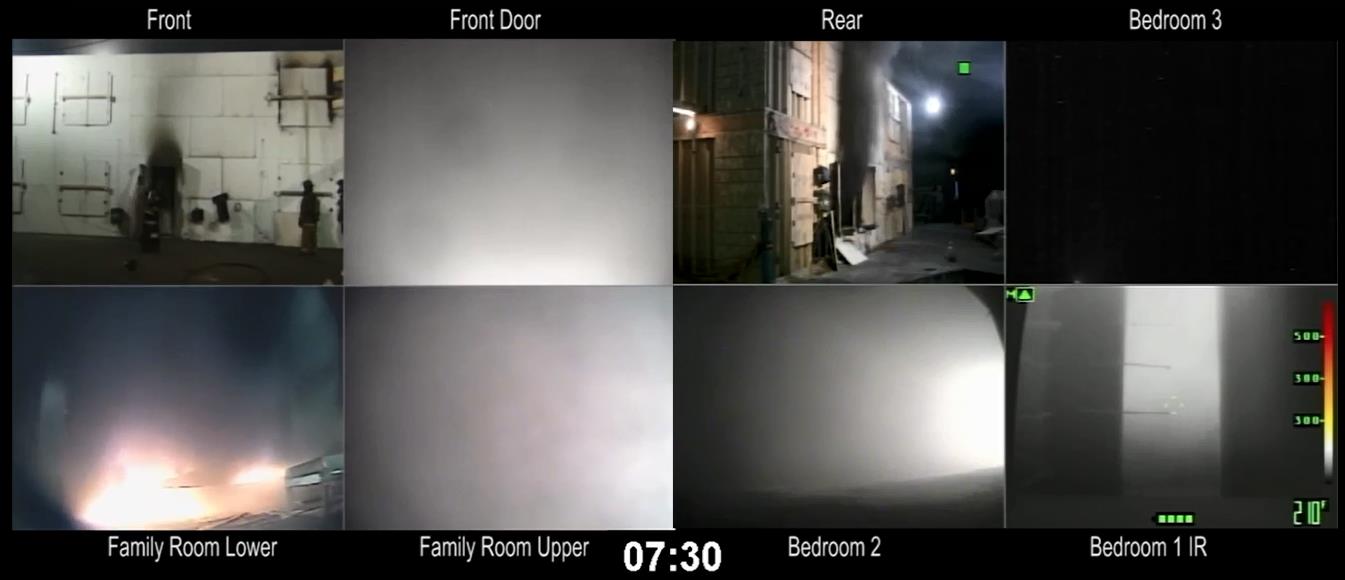 Front
Front Door
Rear
Bedroom 3
M
500
380
300
210°F
Family Room Lower
Family Room Upper
07:30
Bedroom 2
Bedroom 1 IR